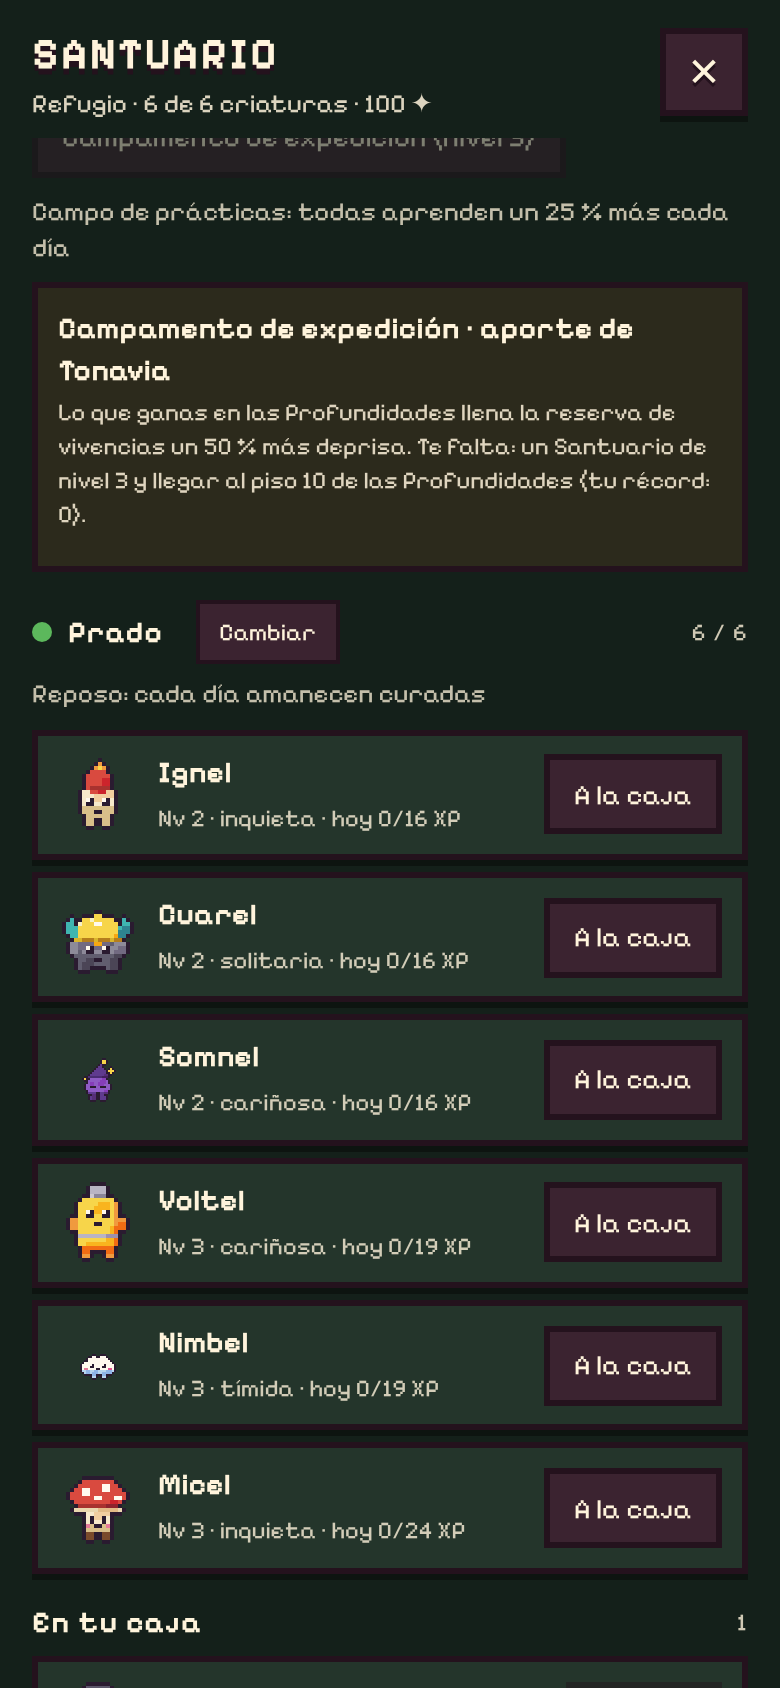 SANTUARIO
Refugio · 6 de 6 criaturas · 100 ✦
×
Campamento de expedición (nivel 3)
Campo de prácticas: todas aprenden un 25 % más cada
día
Campamento de expedición · aporte de
Tonavia
Lo que ganas en las Profundidades llena la reserva de
vivencias un 50 % más deprisa. Te falta: un Santuario de
nivel 3 y llegar al piso 10 de las Profundidades (tu récord:
0).
Prado
Cambiar
6 / 6
Reposo: cada día amanecen curadas
Ignel
Nv 2 · inquieta · hoy 0/16 XP
A la caja
Cuarel
Nv 2 · solitaria · hoy 0/16 XP
A la caja
Somnel
Nv 2 · cariñosa · hoy 0/16 XP
A la caja
Voltel
Nv 3 · cariñosa · hoy 0/19 XP
A la caja
Nimbel
Nv 3 · tímida · hoy 0/19 XP
A la caja
Micel
Nv 3 · inquieta · hoy 0/24 XP
A la caja
En tu caja
1